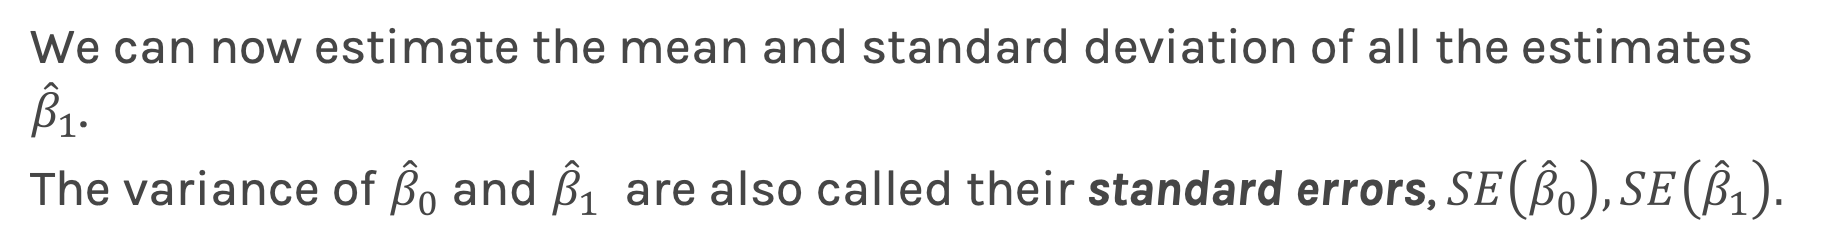 We can now estimate the mean and standard deviation of all the estimates
β̂₁.
The variance of β̂₀ and β̂₁ are also called their standard errors, SE(β̂₀), SE(β̂₁).